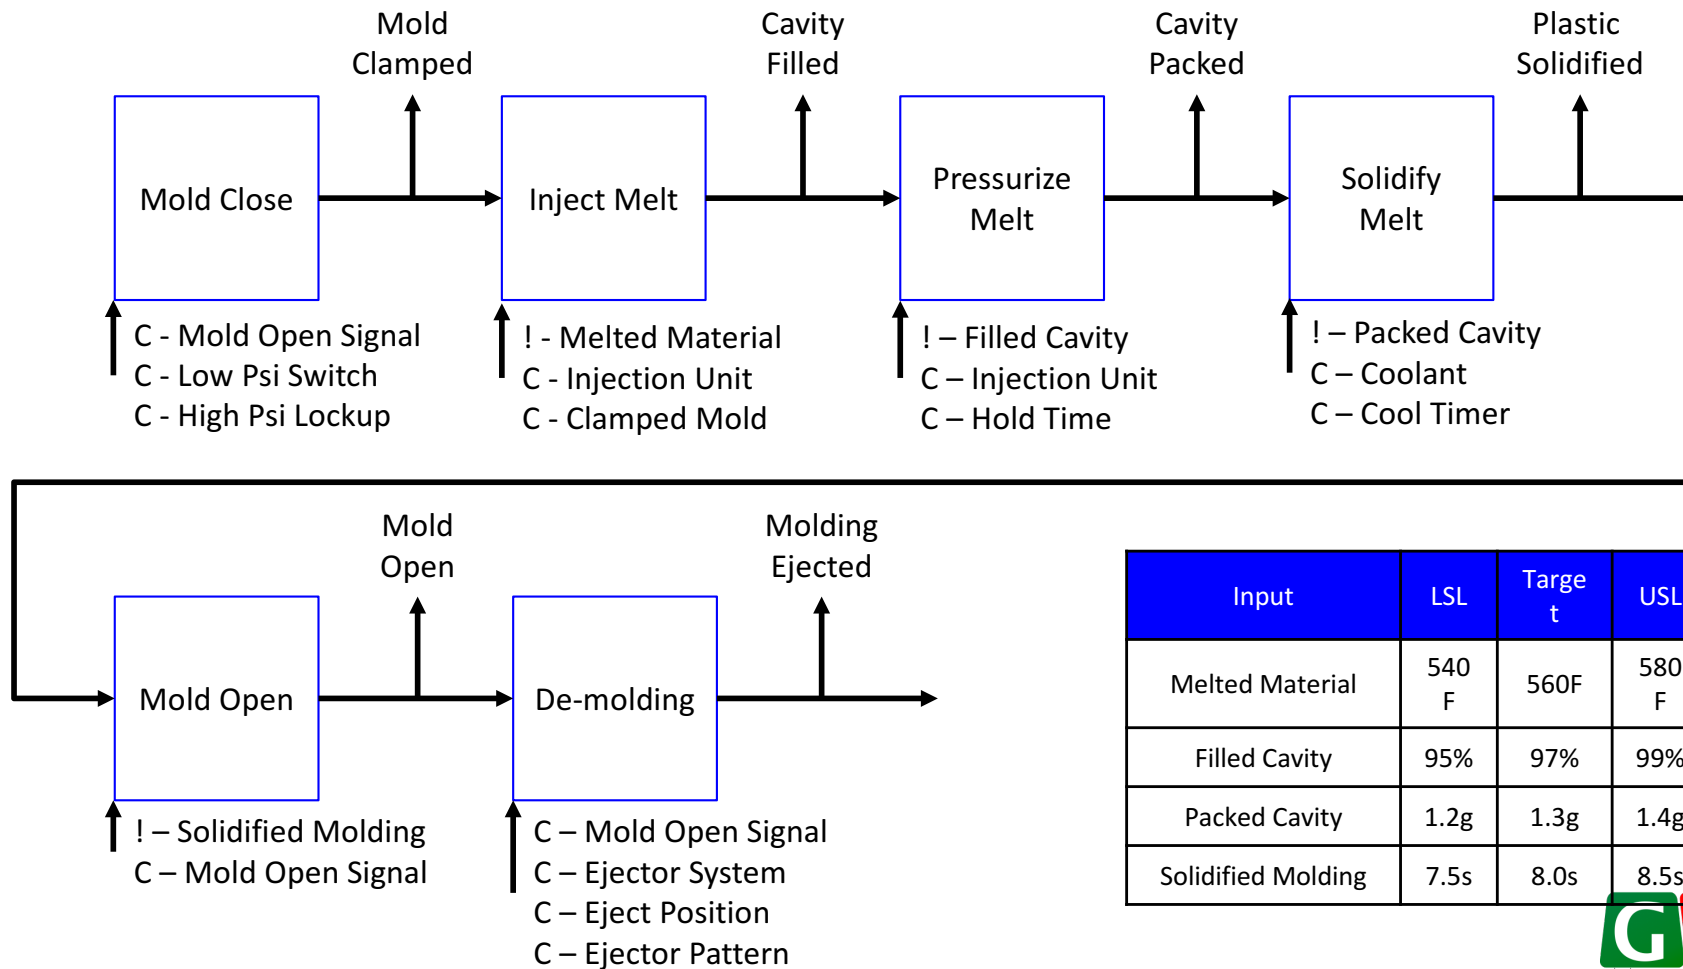 Mold
Clamped
Cavity
Filled
Cavity
Packed
Plastic
Solidified
Mold Close
Inject Melt
Pressurize
Melt
Solidify
Melt
C - Mold Open Signal
C - Low Psi Switch
C - High Psi Lockup
! - Melted Material
C - Injection Unit
C - Clamped Mold
! – Filled Cavity
C – Injection Unit
C – Hold Time
! – Packed Cavity
C – Coolant
C – Cool Timer
Mold
Open
Molding
Ejected
Mold Open
De-molding
! – Solidified Molding
C – Mold Open Signal
C – Mold Open Signal
C – Ejector System
C – Eject Position
C – Ejector Pattern
Input LSL Targe
t USL
Melted Material 540
F 560F 580
F
Filled Cavity 95% 97% 99%
Packed Cavity 1.2g 1.3g 1.4g
Solidified Molding 7.5s 8.0s 8.5s
G